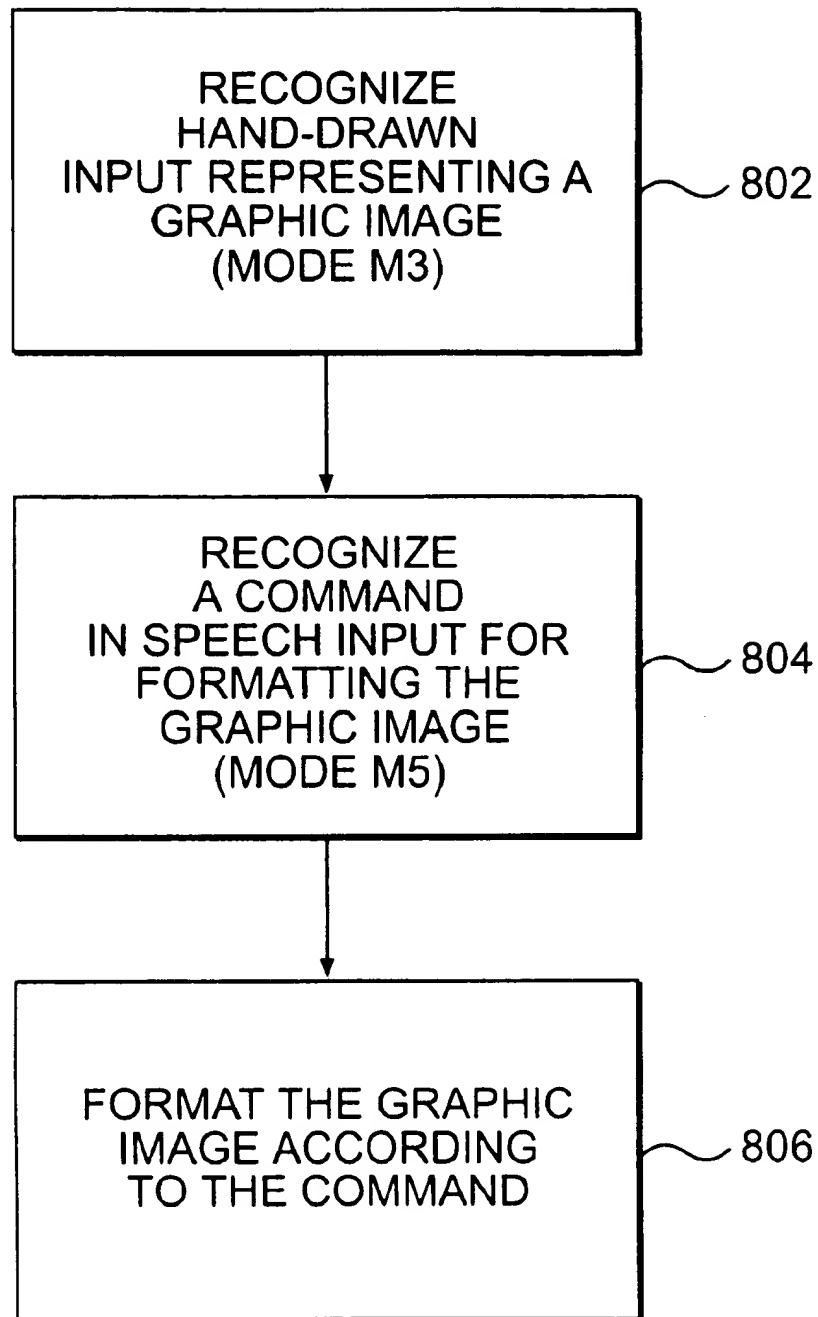 RECOGNIZE
HAND-DRAWN
INPUT REPRESENTING A
GRAPHIC IMAGE
(MODE M3)
802
RECOGNIZE
A COMMAND
IN SPEECH INPUT FOR
FORMATTING THE
GRAPHIC IMAGE
(MODE M5)
804
FORMAT THE GRAPHIC
IMAGE ACCORDING
TO THE COMMAND
806